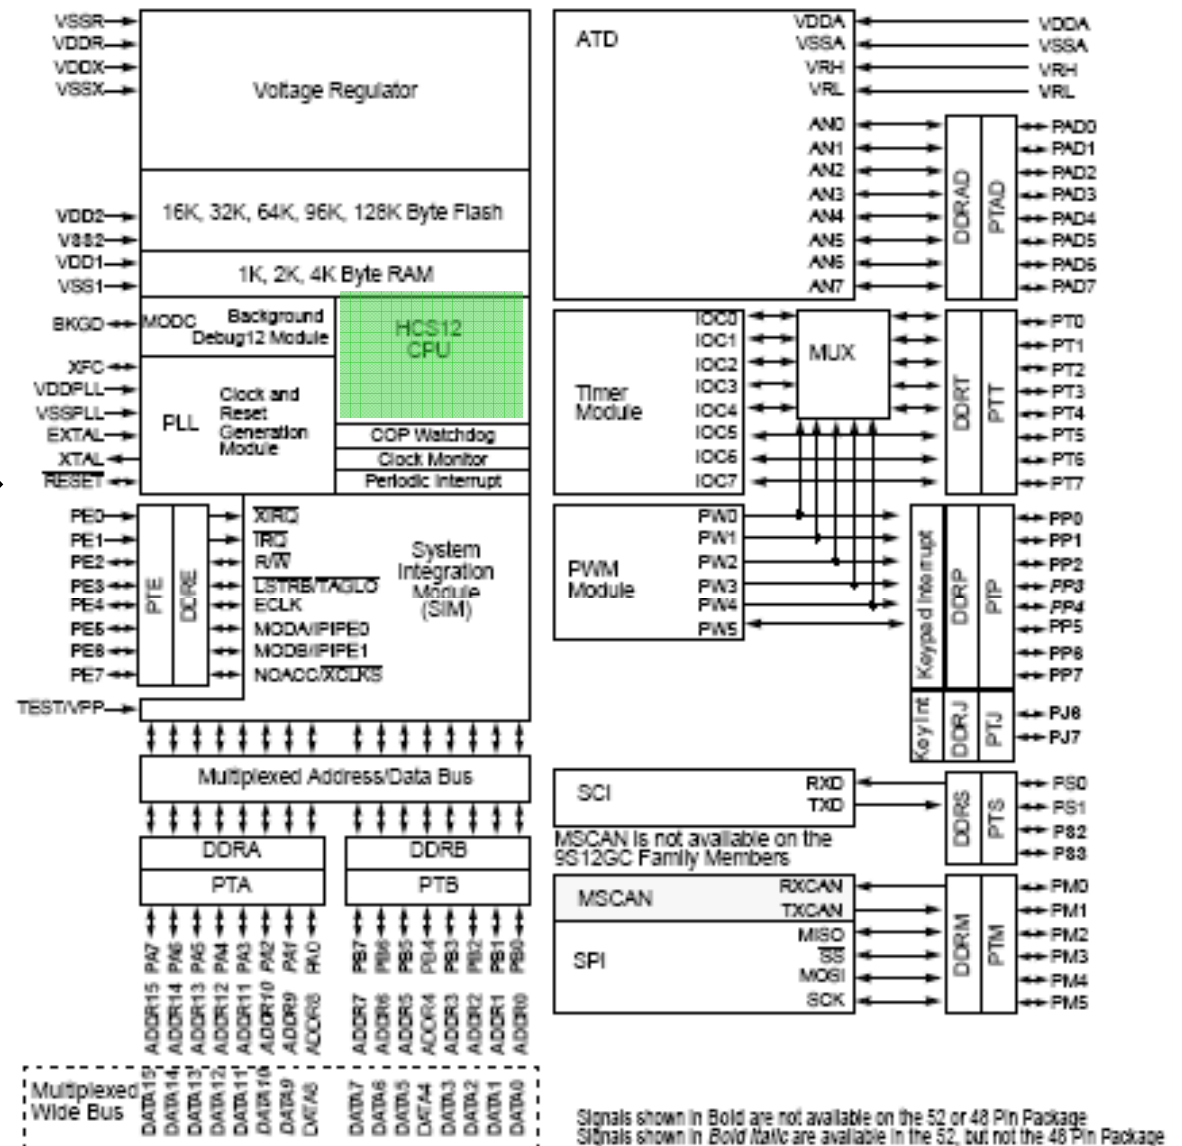 VSSR
VDDR
VDDX
VSSX
Voltage Regulator
VDD2
VSS2
16K, 32K, 64K, 96K, 128K Byte Flash
VDD1
VSS1
1K, 2K, 4K Byte RAM
BKGD
MODC
Background
Debug12 Module
HCS12
CPU
XFC
VDDPLL
VSSPLL
EXTAL
XTAL
RESET
PLL
Clock and
Reset
Generation
Module
COP Watchdog
Clock Monitor
Periodic Interrupt
PE0
PE1
PE2
PE3
PE4
PE5
PE6
PE7
PTE
DDRE
XIRQ
IRQ
R/W
LSTRB/TAGLO
ECLK
MODA/IPIPE0
MODB/IPIPE1
NOACC/XCLKS
System
Integration
Module
(SIM)
TEST/VPP
Multiplexed Address/Data Bus
DDRA
DDRB
PTA
PTB
PA7
PA6
PA5
PA4
PA3
PA2
PA1
PA0
PB7
PB6
PB5
PB4
PB3
PB2
PB1
PB0
ADDR15
ADDR14
ADDR13
ADDR12
ADDR11
ADDR10
ADDR9
ADDR8
ADDR7
ADDR6
ADDR5
ADDR4
ADDR3
ADDR2
ADDR1
ADDR0
Multiplexed
Wide Bus
DATA15
DATA14
DATA13
DATA12
DATA11
DATA10
DATA9
DATA8
DATA7
DATA6
DATA5
DATA4
DATA3
DATA2
DATA1
DATA0
ATD
VDDA
VSSA
VRH
VRL
AN0
AN1
AN2
AN3
AN4
AN5
AN6
AN7
VDDA
VSSA
VRH
VRL
DDRAD
PTAD
PAD0
PAD1
PAD2
PAD3
PAD4
PAD5
PAD6
PAD7
Timer
Module
IOC0
IOC1
IOC2
IOC3
IOC4
IOC5
IOC6
IOC7
MUX
DDRT
PTT
PT0
PT1
PT2
PT3
PT4
PT5
PT6
PT7
PWM
Module
PW0
PW1
PW2
PW3
PW4
PW5
Keypad Interrupt
DDRP
PTP
PP0
PP1
PP2
PP3
PP4
PP5
PP6
PP7
Key Int
DDRJ
PTJ
PJ6
PJ7
SCI
RXD
TXD
DDRS
PTS
PS0
PS1
PS2
PS3
MSCAN is not available on the
9S12GC Family Members
MSCAN
RXCAN
TXCAN
SPI
MISO
SS
MOSI
SCK
DDRM
PTM
PM0
PM1
PM2
PM3
PM4
PM5
Signals shown in Bold are not available on the 52 or 48 Pin Package
Signals shown in Bold Italic are available in the 52, but not the 48 Pin Package